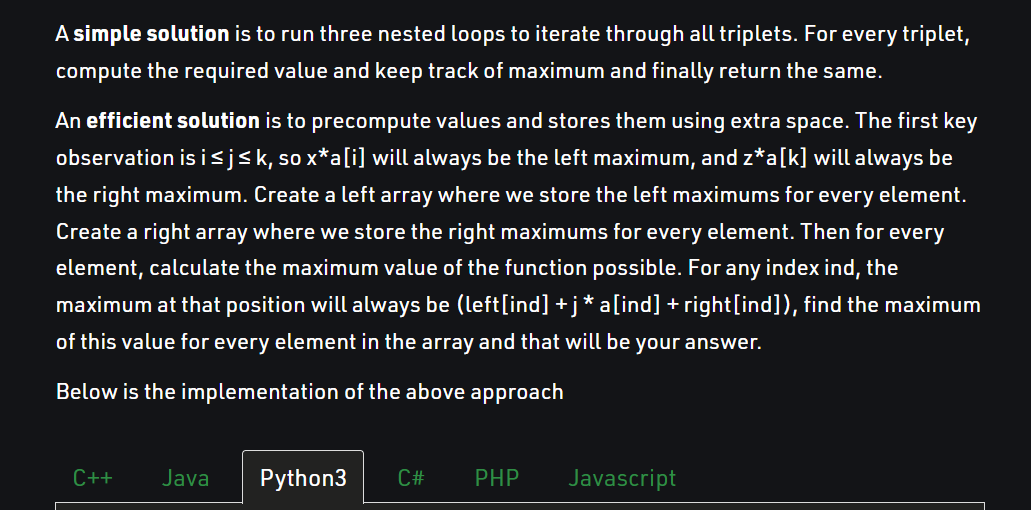 A simple solution is to run three nested loops to iterate through all triplets. For every triplet,
compute the required value and keep track of maximum and finally return the same.
An efficient solution is to precompute values and stores them using extra space. The first key
observation is i ≤ j ≤ k, so x*a[i] will always be the left maximum, and z*a[k] will always be
the right maximum. Create a left array where we store the left maximums for every element.
Create a right array where we store the right maximums for every element. Then for every
element, calculate the maximum value of the function possible. For any index ind, the
maximum at that position will always be (left[ind] + j * a[ind] + right[ind]), find the maximum
of this value for every element in the array and that will be your answer.
Below is the implementation of the above approach
C++ Java Python3 C# PHP Javascript